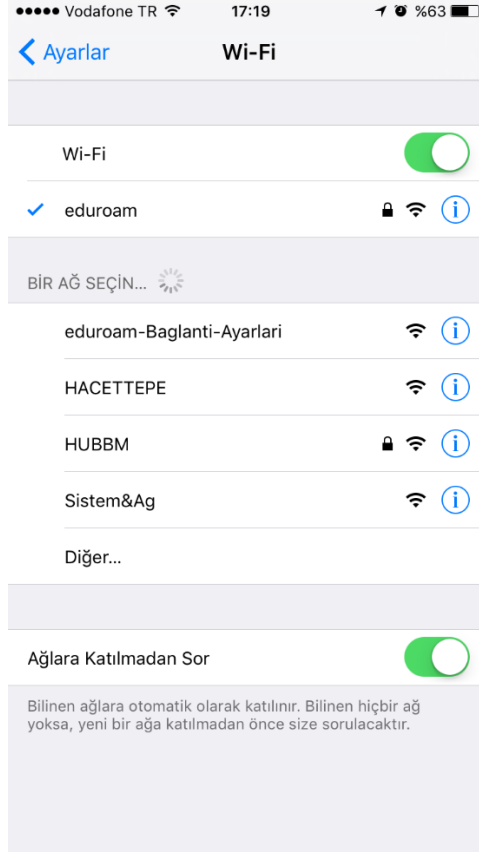 Vodafone TR 17:19 %63
Ayarlar Wi-Fi
Wi-Fi
eduroam
BİR AĞ SEÇİN...
eduroam-Baglanti-Ayarlari
HACETTEPE
HUBBM
Sistem&Ag
Diğer...
Ağlara Katılmadan Sor
Bilinen ağlara otomatik olarak katılınır. Bilinen hiçbir ağ
yoksa, yeni bir ağa katılmadan önce size sorulacaktır.